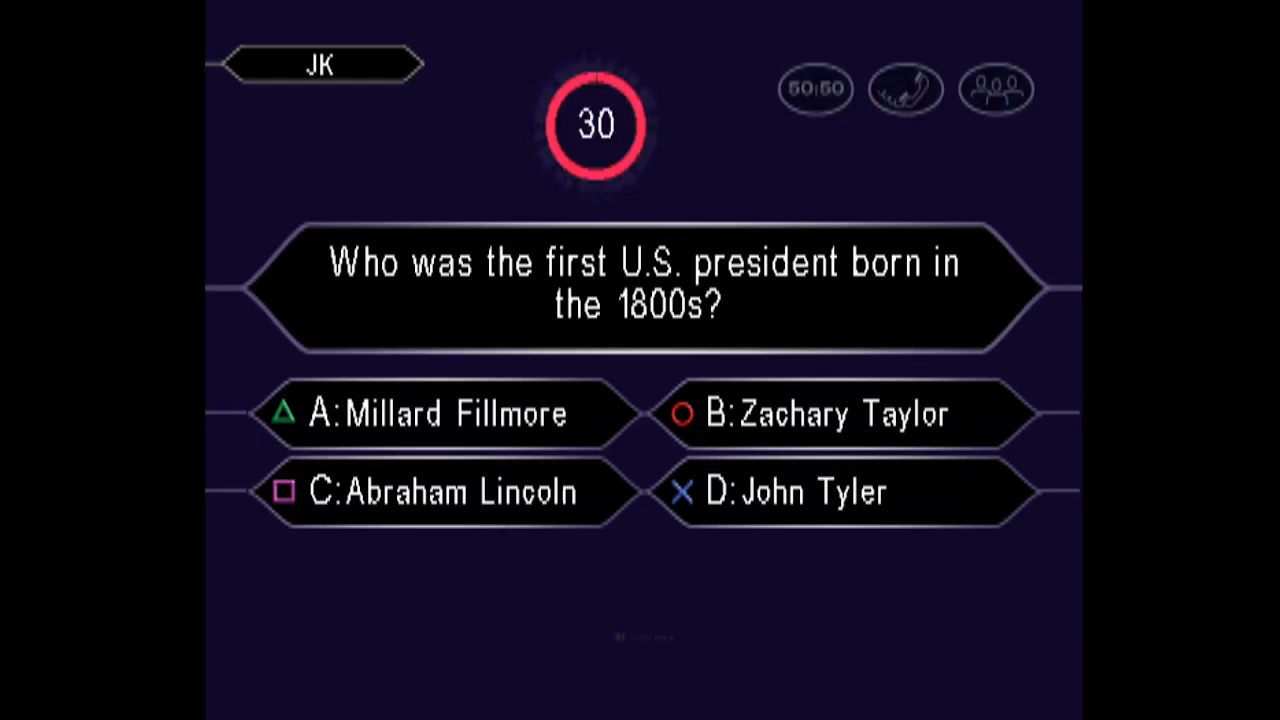 JK
30
50:50
Who was the first U.S. president born in
the 1800s?
A:Millard Fillmore
B:Zachary Taylor
C:Abraham Lincoln
D:John Tyler